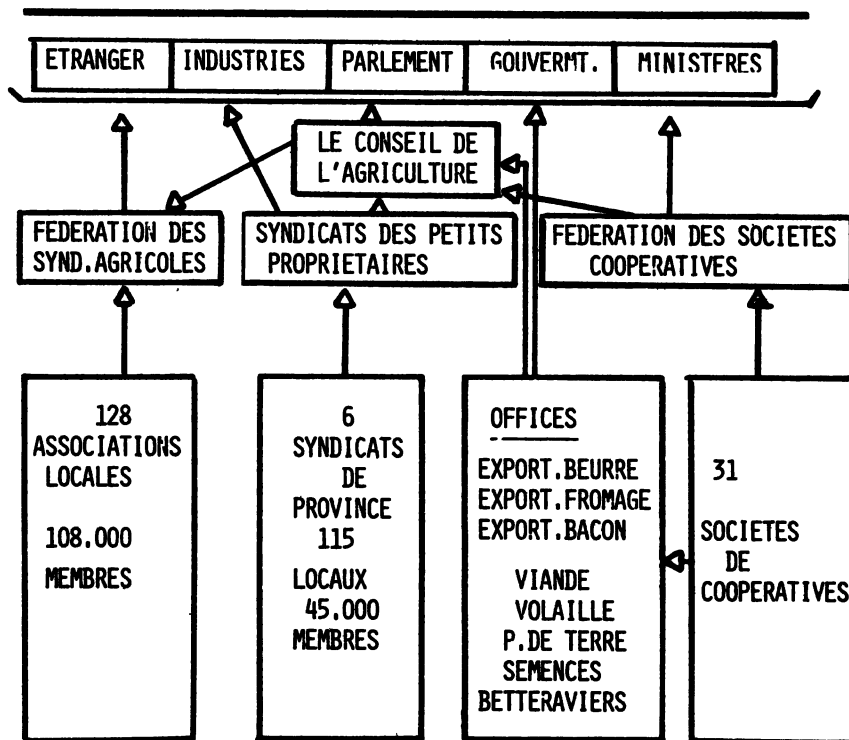 ETRANGER INDUSTRIES PARLEMENT GOUVERMT. MINISTFRES
LE CONSEIL DE
L'AGRICULTURE
FEDERATION DES
SYND.AGRICOLES
SYNDICATS DES PETITS
PROPRIETAIRES
FEDERATION DES SOCIETES
COOPERATIVES
128
ASSOCIATIONS
LOCALES
108.000
MEMBRES
6
SYNDICATS
DE
PROVINCE
115
LOCAUX
45.000
MEMBRES
OFFICES
EXPORT.BEURRE
EXPORT.FROMAGE
EXPORT.BACON
VIANDE
VOLAILLE
P.DE TERRE
SEMENCES
BETTERAVIERS
31
SOCIETES
DE
COOPERATIVES